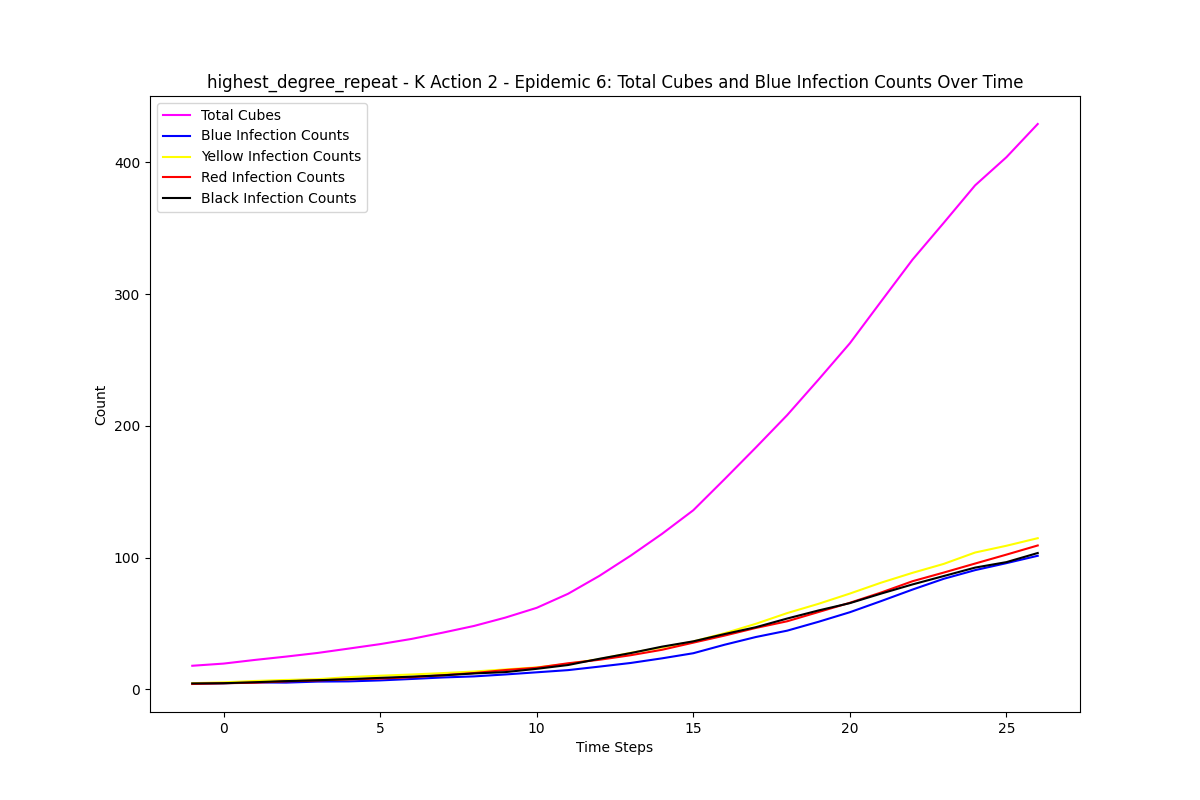 highest_degree_repeat - K Action 2 - Epidemic 6: Total Cubes and Blue Infection Counts Over Time
Total Cubes
Blue Infection Counts
Yellow Infection Counts
Red Infection Counts
Black Infection Counts
400
300
200
100
0
Count
0 5 10 15 20 25
Time Steps